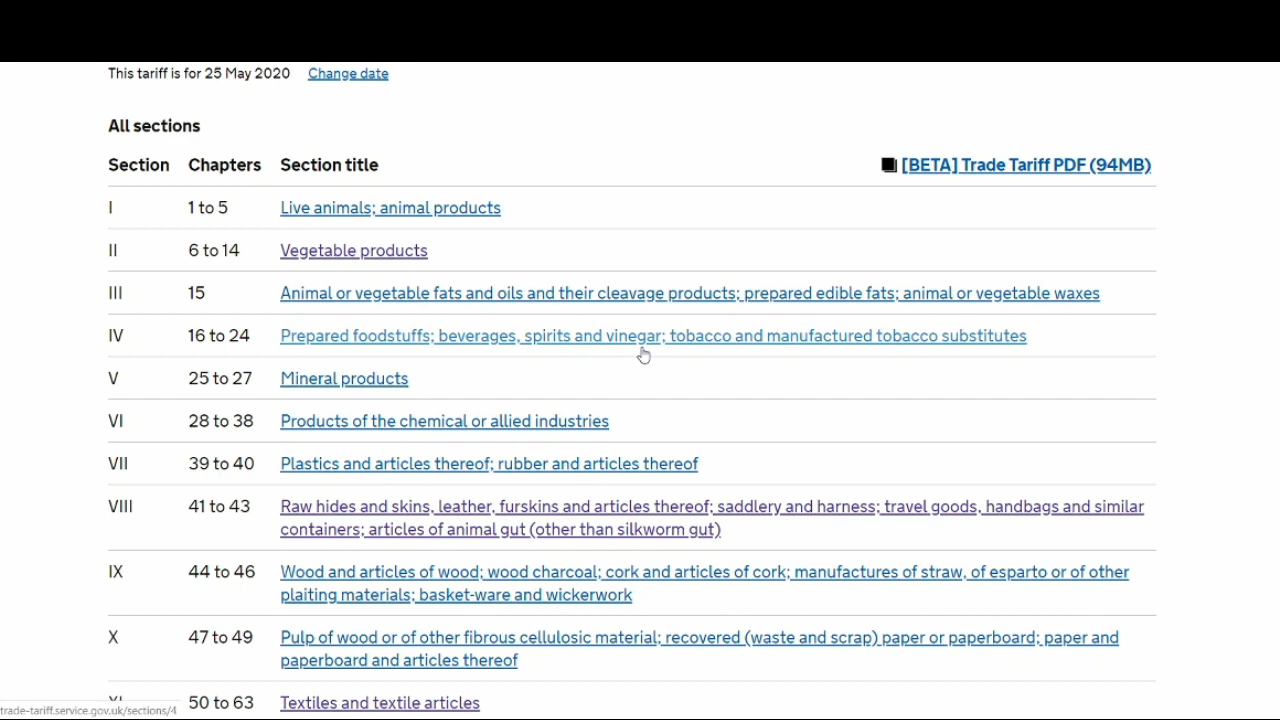 This tariff is for 25 May 2020 Change date
All sections
Section Chapters Section title [BETA] Trade Tariff PDF (94MB)
I 1 to 5 Live animals; animal products
II 6 to 14 Vegetable products
III 15 Animal or vegetable fats and oils and their cleavage products; prepared edible fats; animal or vegetable waxes
IV 16 to 24 Prepared foodstuffs; beverages, spirits and vinegar; tobacco and manufactured tobacco substitutes
V 25 to 27 Mineral products
VI 28 to 38 Products of the chemical or allied industries
VII 39 to 40 Plastics and articles thereof; rubber and articles thereof
VIII 41 to 43 Raw hides and skins, leather, furskins and articles thereof; saddlery and harness; travel goods, handbags and similar
containers; articles of animal gut (other than silkworm gut)
IX 44 to 46 Wood and articles of wood; wood charcoal; cork and articles of cork; manufactures of straw, of esparto or of other
plaiting materials; basket-ware and wickerwork
X 47 to 49 Pulp of wood or of other fibrous cellulosic material; recovered (waste and scrap) paper or paperboard; paper and
paperboard and articles thereof
50 to 63 Textiles and textile articles
trade-tariff.service.gov.uk/sections/4